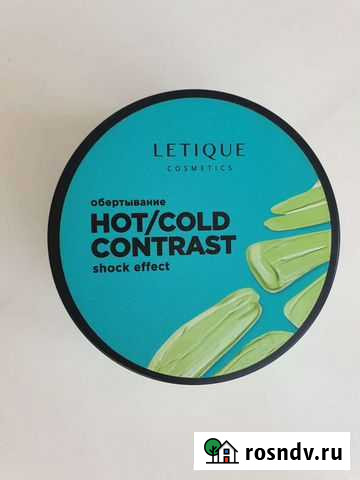 LETIQUE
COSMETICS
обертывание
HOT/COLD
CONTRAST
shock effect
rosndv.ru